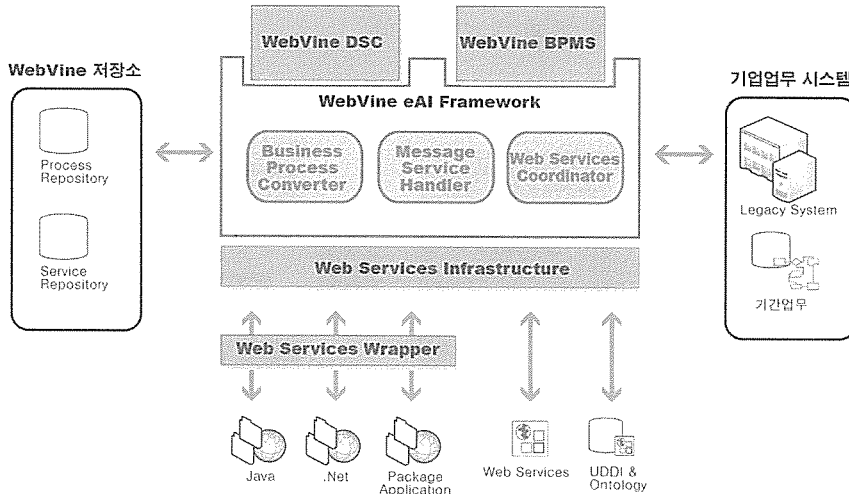 WebVine DSC
WebVine BPMS
WebVine 저장소
Process
Repository
Service
Repository
WebVine eAI Framework
Business
Process
Converter
Message
Service
Handler
Web Services
Coordinator
기업업무 시스템
Legacy System
기간업무
Web Services Infrastructure
Web Services Wrapper
Java
.Net
Package
Application
Web Services
UDDI &
Ontology